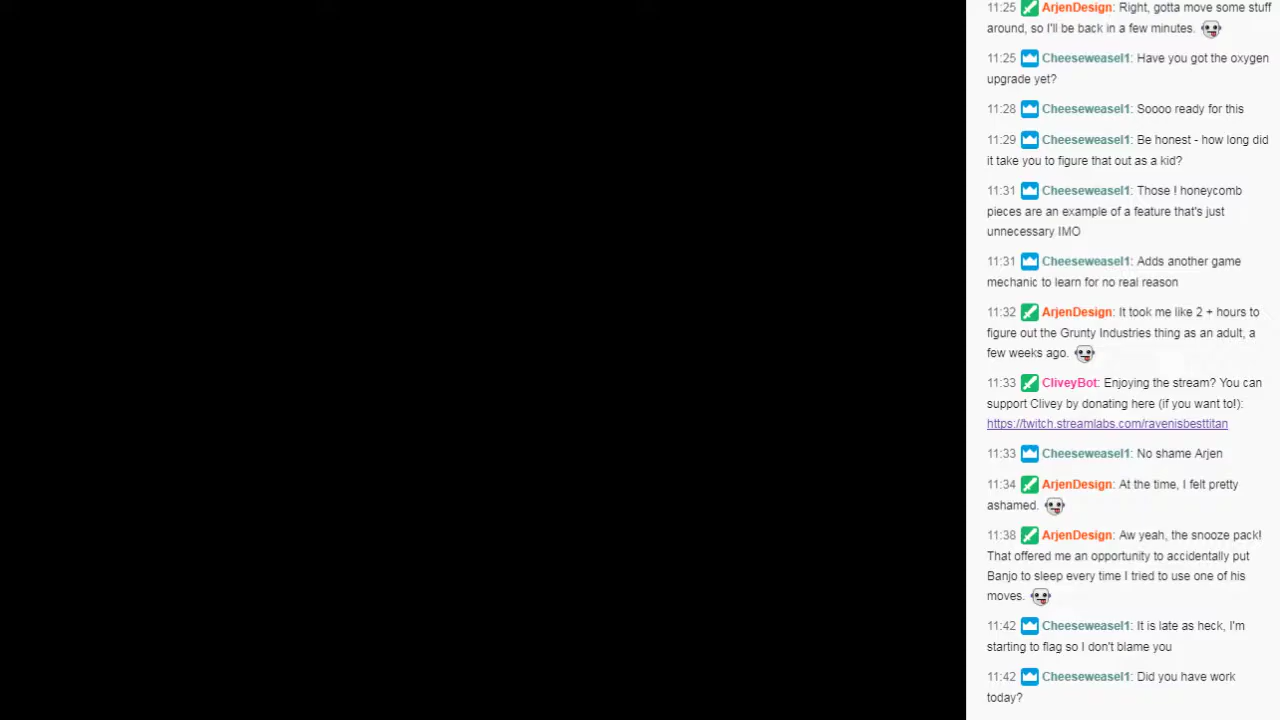 11:25 ArjenDesign: Right, gotta move some stuff
around, so I'll be back in a few minutes.
11:25 Cheeseweasel1: Have you got the oxygen
upgrade yet?
11:28 Cheeseweasel1: Soooo ready for this
11:29 Cheeseweasel1: Be honest - how long did
it take you to figure that out as a kid?
11:31 Cheeseweasel1: Those ! honeycomb
pieces are an example of a feature that's just
unnecessary IMO
11:31 Cheeseweasel1: Adds another game
mechanic to learn for no real reason
11:32 ArjenDesign: It took me like 2 + hours to
figure out the Grunty Industries thing as an adult, a
few weeks ago.
11:33 CliveyBot: Enjoying the stream? You can
support Clivey by donating here (if you want to!):
https://twitch.streamlabs.com/ravenisbesttitan
11:33 Cheeseweasel1: No shame Arjen
11:34 ArjenDesign: At the time, I felt pretty
ashamed.
11:38 ArjenDesign: Aw yeah, the snooze pack!
That offered me an opportunity to accidentally put
Banjo to sleep every time I tried to use one of his
moves.
11:42 Cheeseweasel1: It is late as heck, I'm
starting to flag so I don't blame you
11:42 Cheeseweasel1: Did you have work
today?